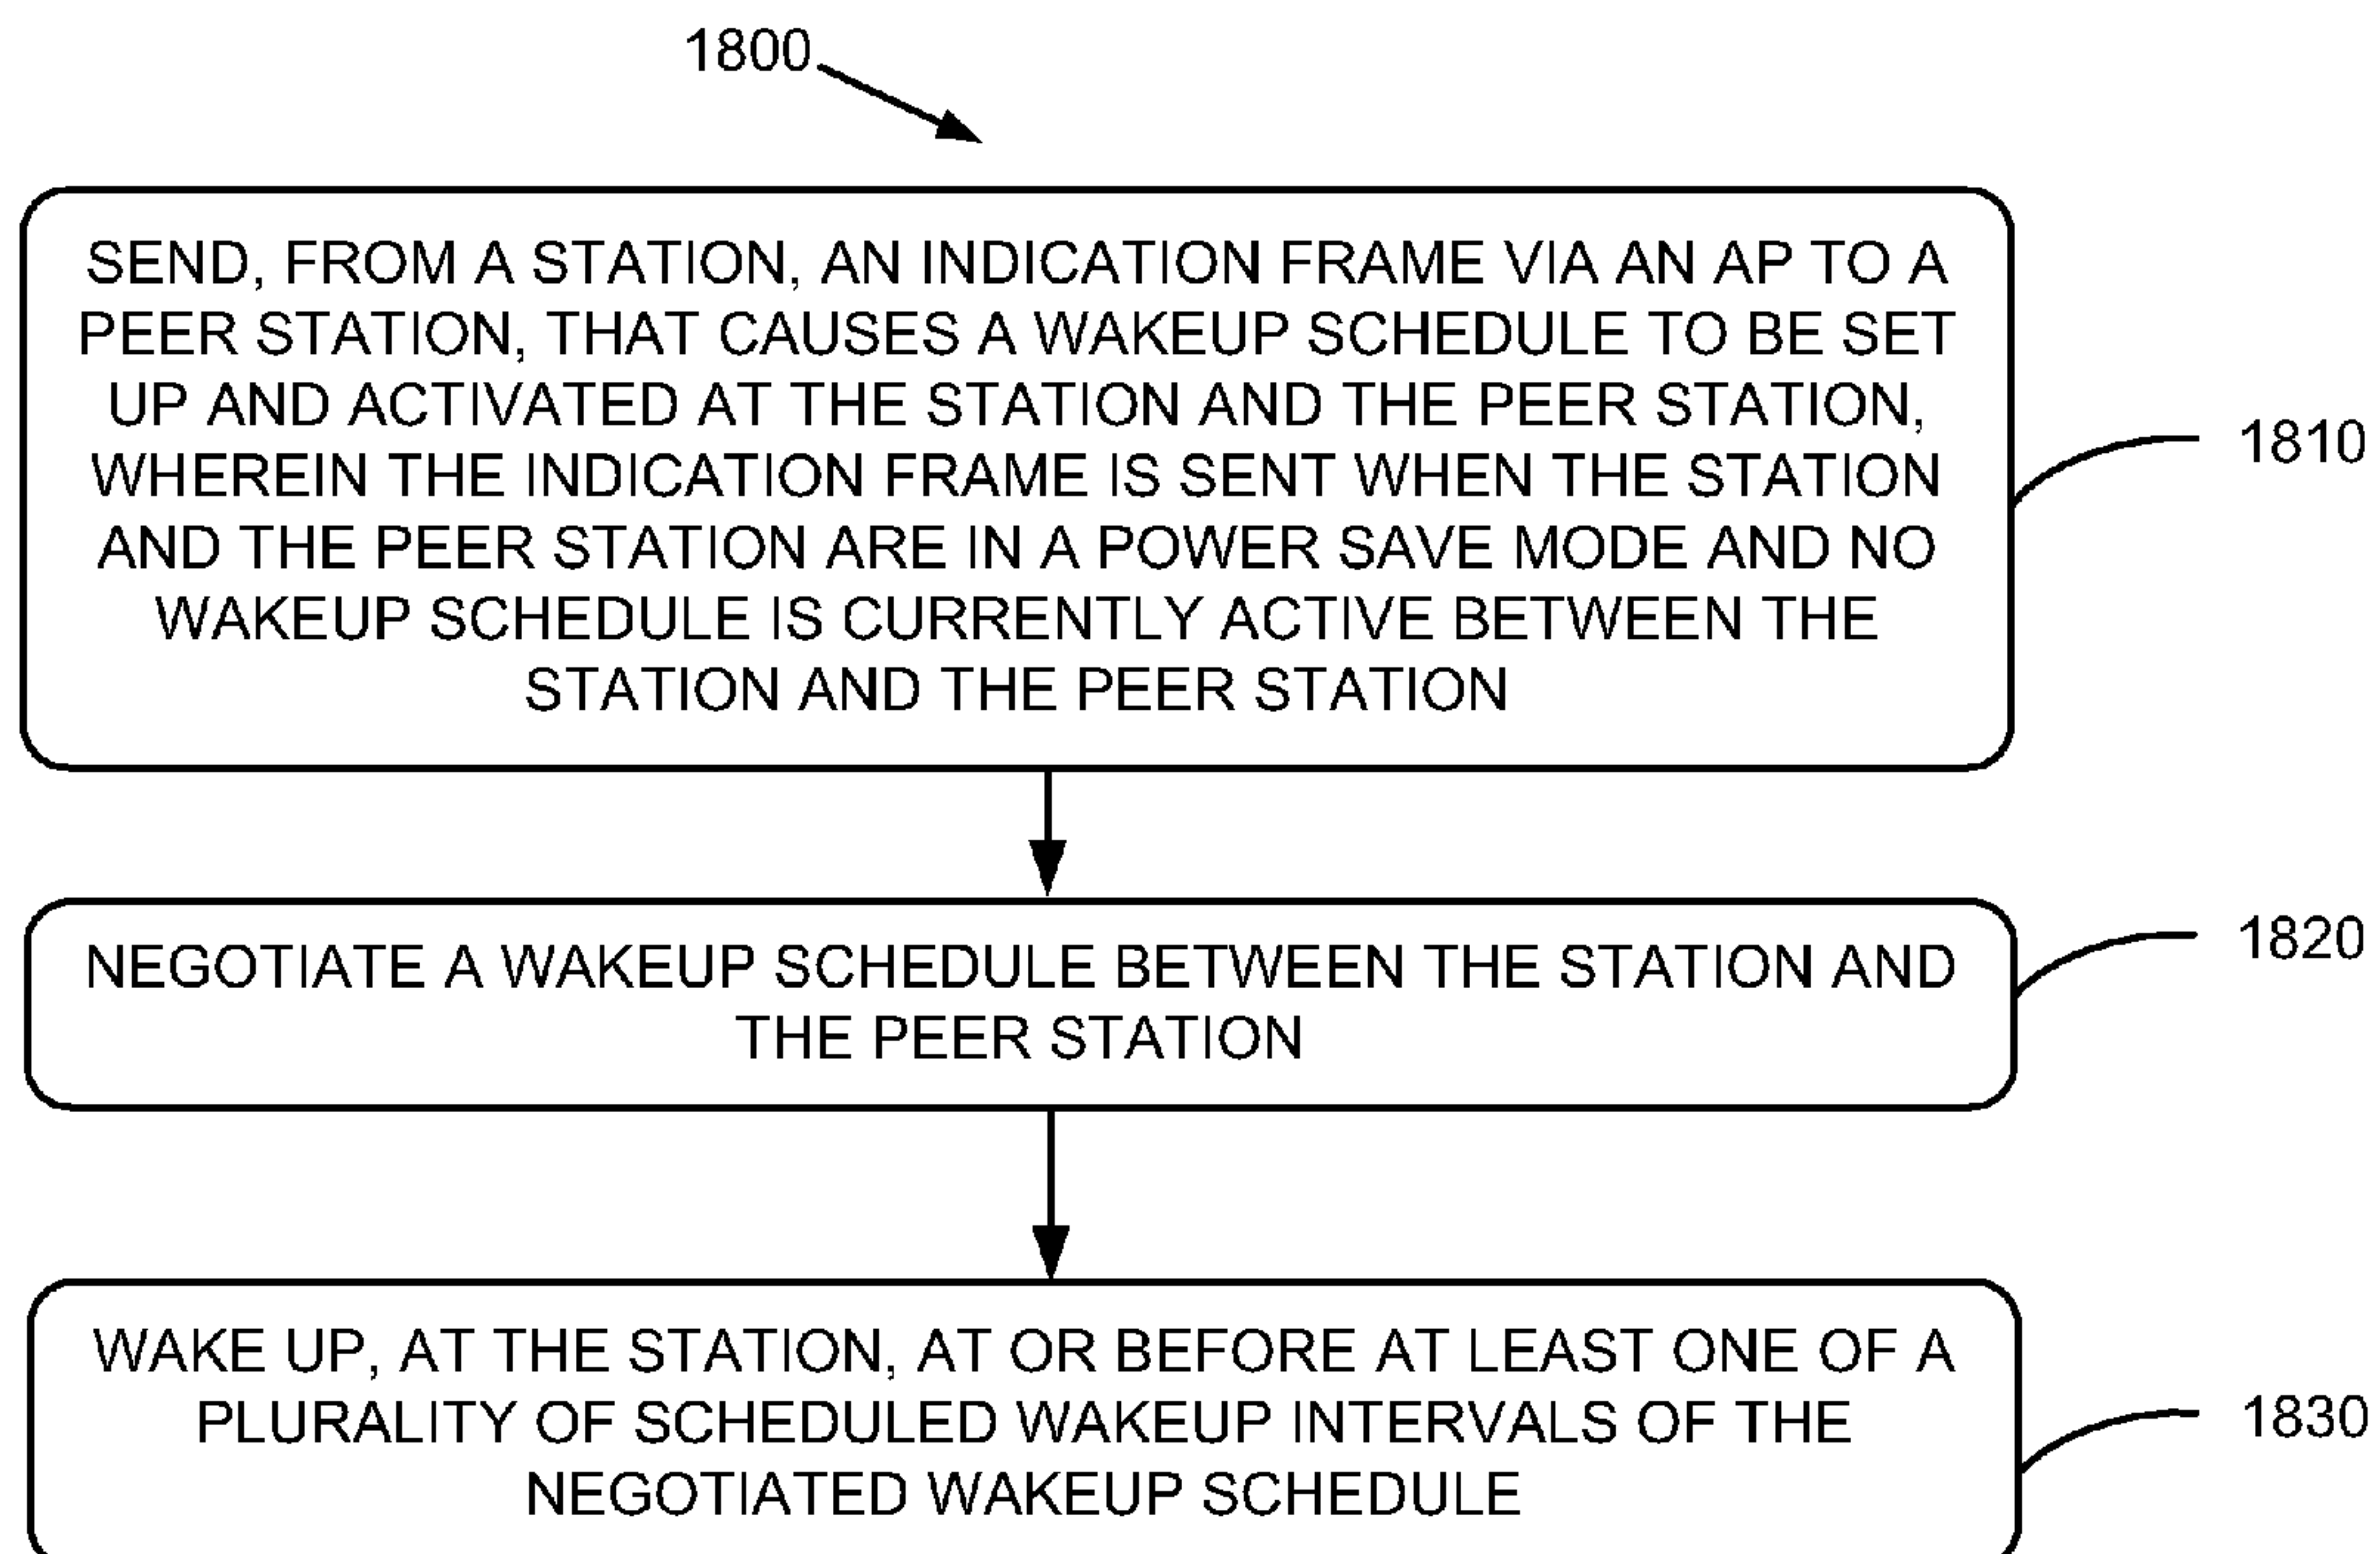 1800
SEND, FROM A STATION, AN INDICATION FRAME VIA AN AP TO A
PEER STATION, THAT CAUSES A WAKEUP SCHEDULE TO BE SET
UP AND ACTIVATED AT THE STATION AND THE PEER STATION,
WHEREIN THE INDICATION FRAME IS SENT WHEN THE STATION
AND THE PEER STATION ARE IN A POWER SAVE MODE AND NO
WAKEUP SCHEDULE IS CURRENTLY ACTIVE BETWEEN THE
STATION AND THE PEER STATION
1810
NEGOTIATE A WAKEUP SCHEDULE BETWEEN THE STATION AND
THE PEER STATION
1820
WAKE UP, AT THE STATION, AT OR BEFORE AT LEAST ONE OF A
PLURALITY OF SCHEDULED WAKEUP INTERVALS OF THE
NEGOTIATED WAKEUP SCHEDULE
1830